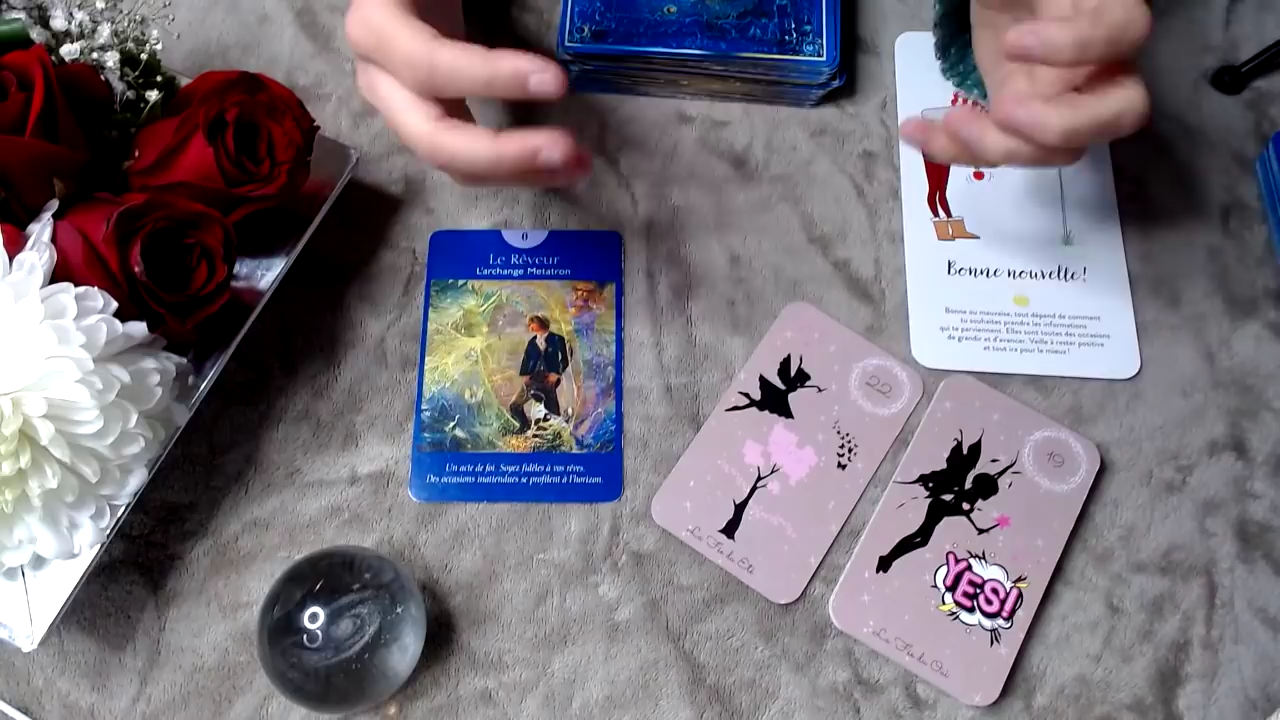 0
Le Rêveur
L'archange Metatron
Un acte de foi. Soyez fidèles à vos rêves.
Des occasions inattendues se profilent à l'horizon.
Bonne nouvelle!
Bonne ou mauvaise, tout dépend de comment
tu souhaites prendre les informations
qui te parviennent. Elles sont toutes des occasions
de grandir et d'avancer. Veille à rester positive
et tout ira pour le mieux!
22
La Fée du Eté
19
YES!
La Fée du Oui